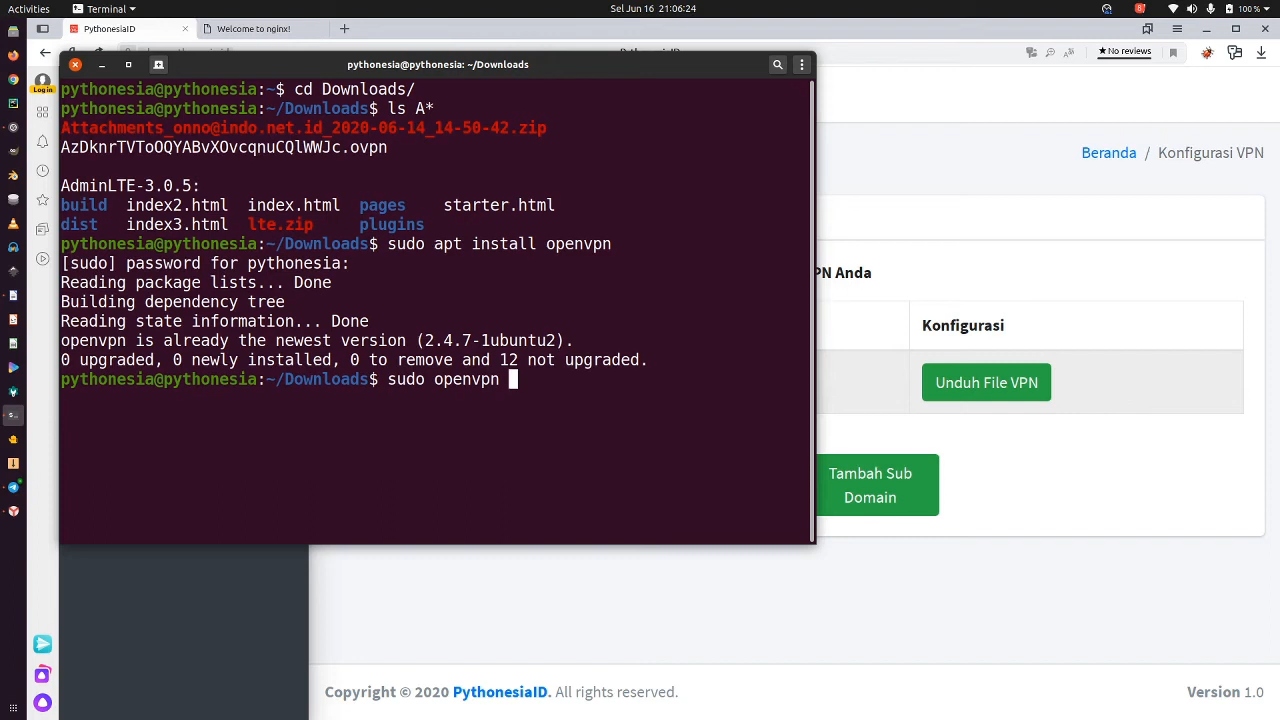 Activities
Terminal
Sel Jun 16 21:06:24
100 %
PythonesiaID
Welcome to nginx!
No reviews
Login
pythonesia@pythonesia: ~/Downloads
pythonesia@pythonesia:~$ cd Downloads/
pythonesia@pythonesia:~/Downloads$ ls A*
Attachments_onno@indo.net.id_2020-06-14_14-50-42.zip
AzDknrTVToOQYABvXOvcqnuCQlWWJc.ovpn
AdminLTE-3.0.5:
build index2.html index.html pages starter.html
dist index3.html lte.zip plugins
pythonesia@pythonesia:~/Downloads$ sudo apt install openvpn
[sudo] password for pythonesia:
Reading package lists... Done
Building dependency tree
Reading state information... Done
openvpn is already the newest version (2.4.7-1ubuntu2).
0 upgraded, 0 newly installed, 0 to remove and 12 not upgraded.
pythonesia@pythonesia:~/Downloads$ sudo openvpn
Beranda / Konfigurasi VPN
PN Anda
Konfigurasi
Unduh File VPN
Tambah Sub
Domain
Copyright © 2020 PythonesiaID. All rights reserved.
Version 1.0